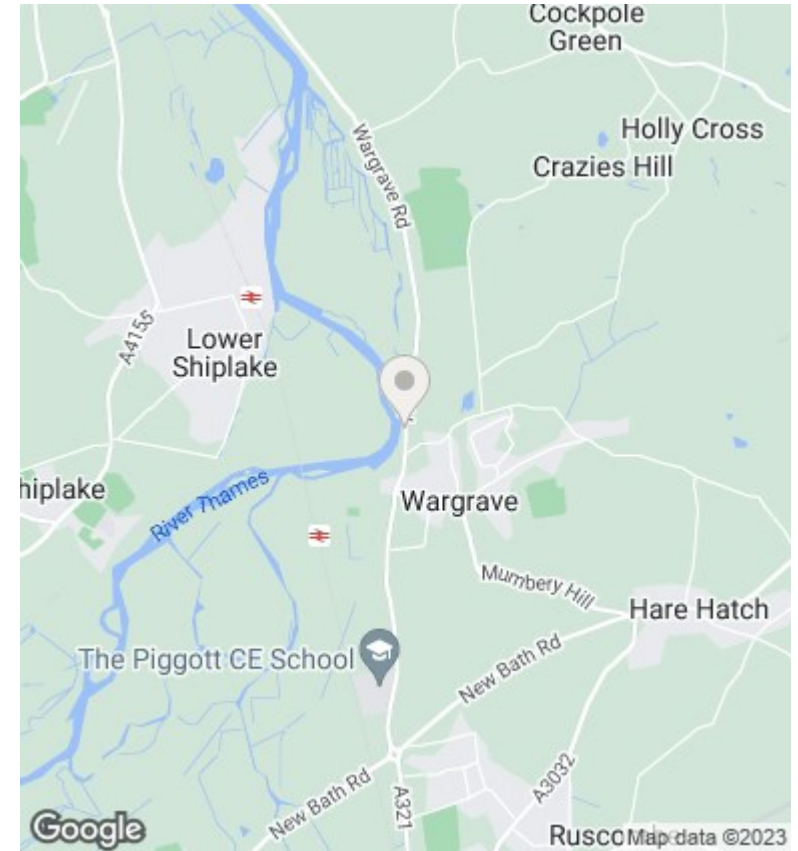 Cockpole
Green
Holly Cross
Crazies Hill
Wargrave Rd
A4155
Lower
Shiplake
hiplake
River Thames
Wargrave
Mumbery Hill
Hare Hatch
The Piggott CE School
New Bath Rd
New Bath Rd
A321
A3032
Google
Rusco
Map data ©2023